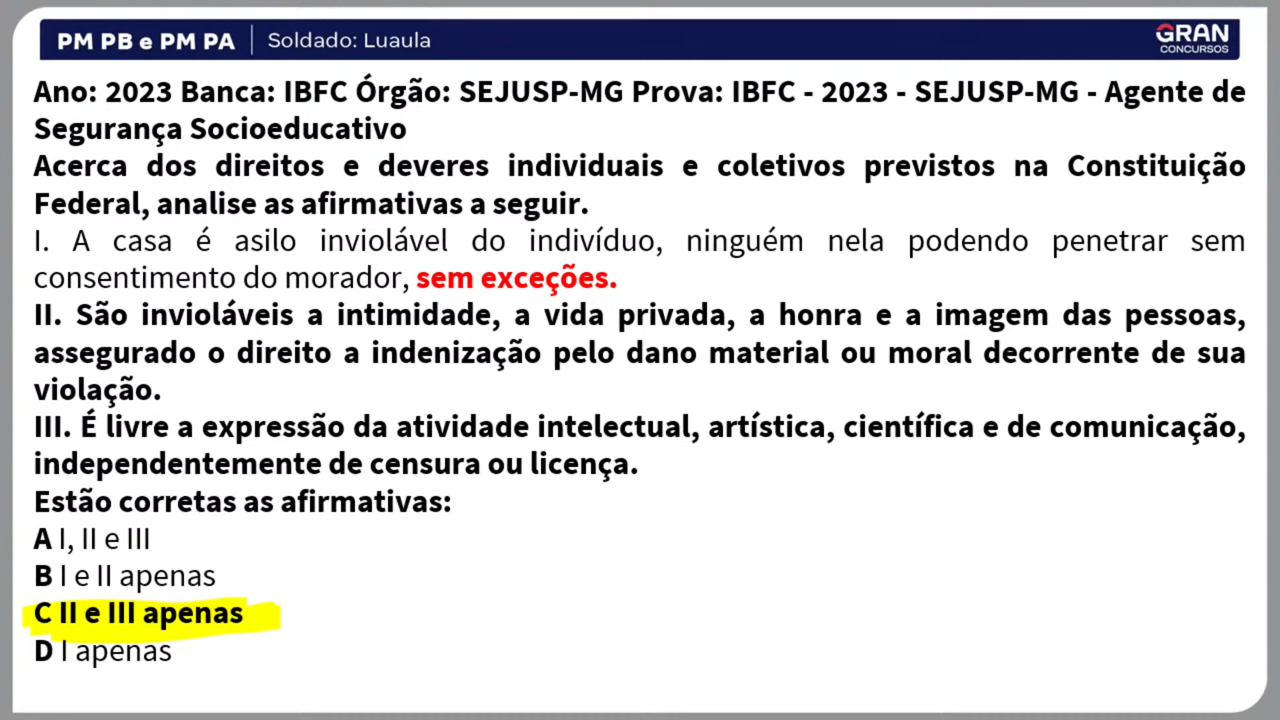 PM PB e PM PA | Soldado: Luaula
GRAN
CONCURSOS
Ano: 2023 Banca: IBFC Órgão: SEJUSP-MG Prova: IBFC - 2023 - SEJUSP-MG - Agente de
Segurança Socioeducativo
Acerca dos direitos e deveres individuais e coletivos previstos na Constituição
Federal, analise as afirmativas a seguir.
I. A casa é asilo inviolável do indivíduo, ninguém nela podendo penetrar sem
consentimento do morador, sem exceções.
II. São invioláveis a intimidade, a vida privada, a honra e a imagem das pessoas,
assegurado o direito a indenização pelo dano material ou moral decorrente de sua
violação.
III. É livre a expressão da atividade intelectual, artística, científica e de comunicação,
independentemente de censura ou licença.
Estão corretas as afirmativas:
A I, II e III
B I e II apenas
C II e III apenas
D I apenas